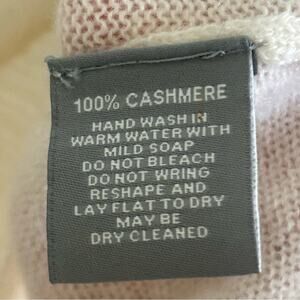 100% CASHMERE
HAND WASH IN
WARM WATER WITH
MILD SOAP
DO NOT BLEACH
DO NOT WRING
RESHAPE AND
LAY FLAT TO DRY
MAY BE
DRY CLEANED